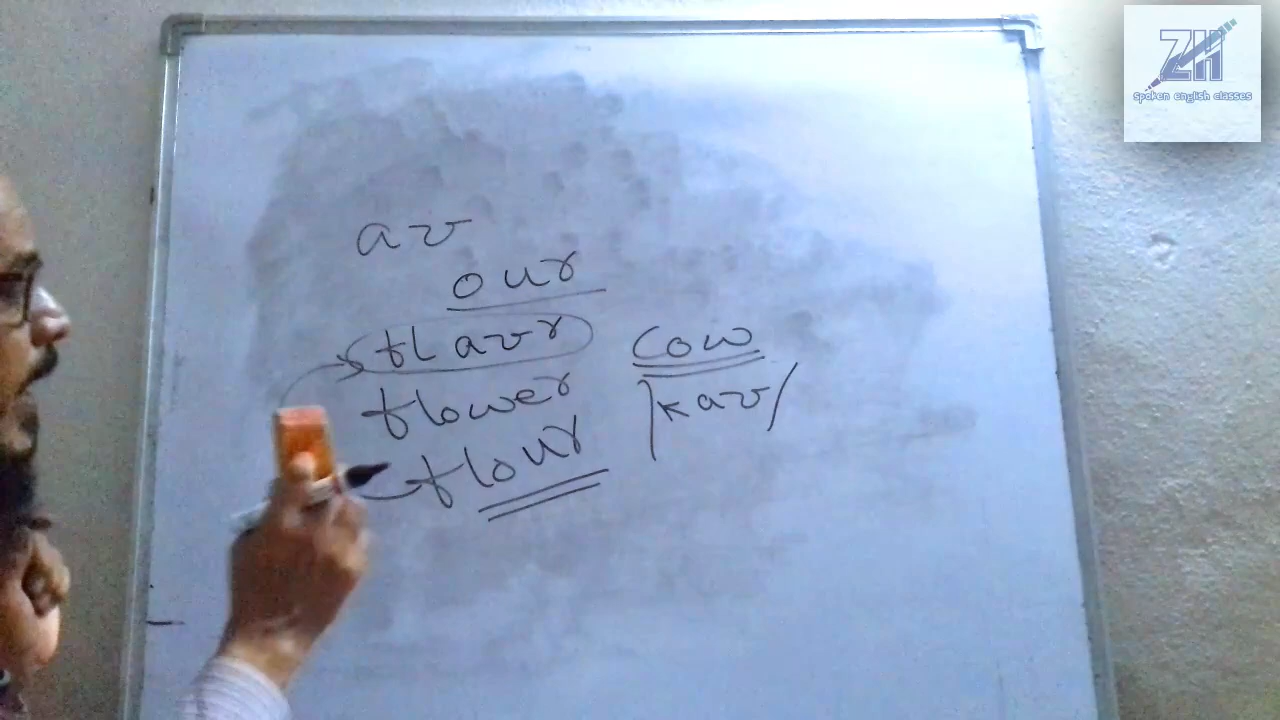 ZH
spoken english classes
aʊ
our
flaʊr
flower
flour
cow
/kaʊ/